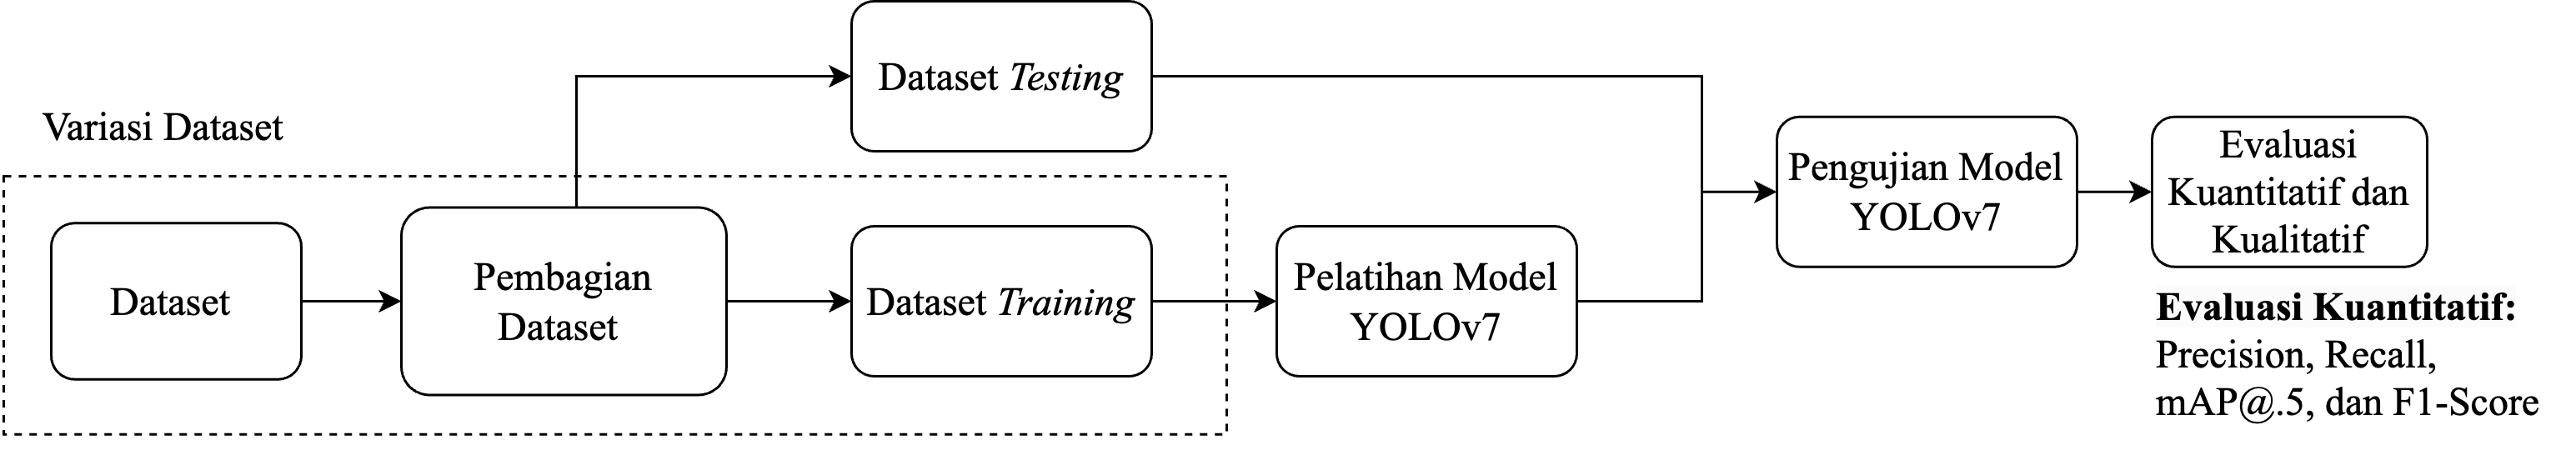 Variasi Dataset
Dataset
Pembagian
Dataset
Dataset Testing
Dataset Training
Pelatihan Model
YOLOv7
Pengujian Model
YOLOv7
Evaluasi
Kuantitatif dan
Kualitatif
Evaluasi Kuantitatif:
Precision, Recall,
mAP@.5, dan F1-Score